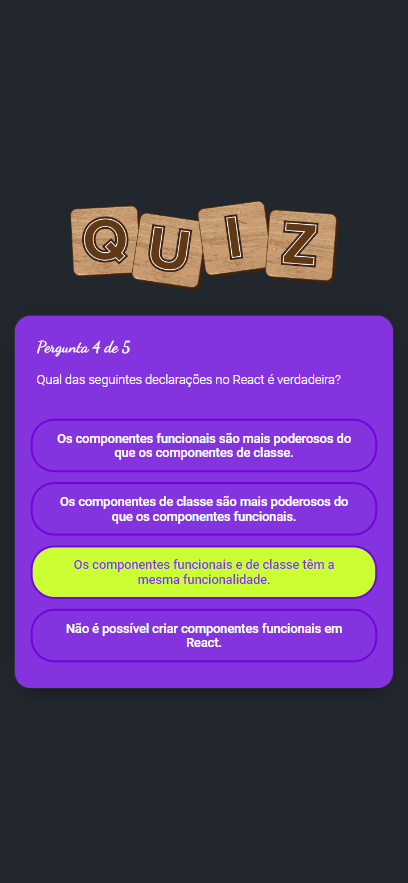 QUIZ
Pergunta 4 de 5
Qual das seguintes declarações no React é verdadeira?
Os componentes funcionais são mais poderosos do
que os componentes de classe.
Os componentes de classe são mais poderosos do
que os componentes funcionais.
Os componentes funcionais e de classe têm a
mesma funcionalidade.
Não é possível criar componentes funcionais em
React.